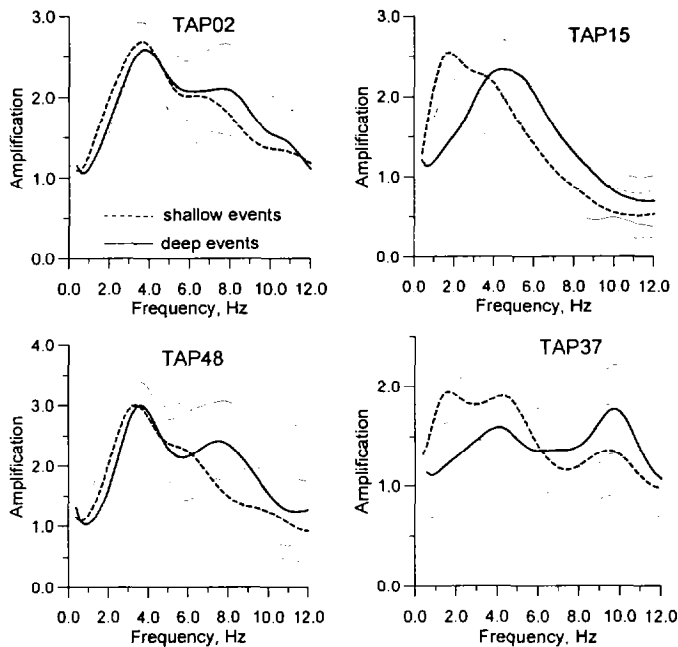 TAP02
3.0
2.0
1.0
0.0
Amplification
shallow events
deep events
0.0 2.0 4.0 6.0 8.0 10.0 12.0
Frequency, Hz
TAP15
3.0
2.0
1.0
0.0
Amplification
0.0 2.0 4.0 6.0 8.0 10.0 12.0
Frequency, Hz
TAP48
4.0
3.0
2.0
1.0
0.0
Amplification
0.0 2.0 4.0 6.0 8.0 10.0 12.0
Frequency, Hz
TAP37
2.0
1.0
0.0
Amplification
0.0 2.0 4.0 6.0 8.0 10.0 12.0
Frequency, Hz